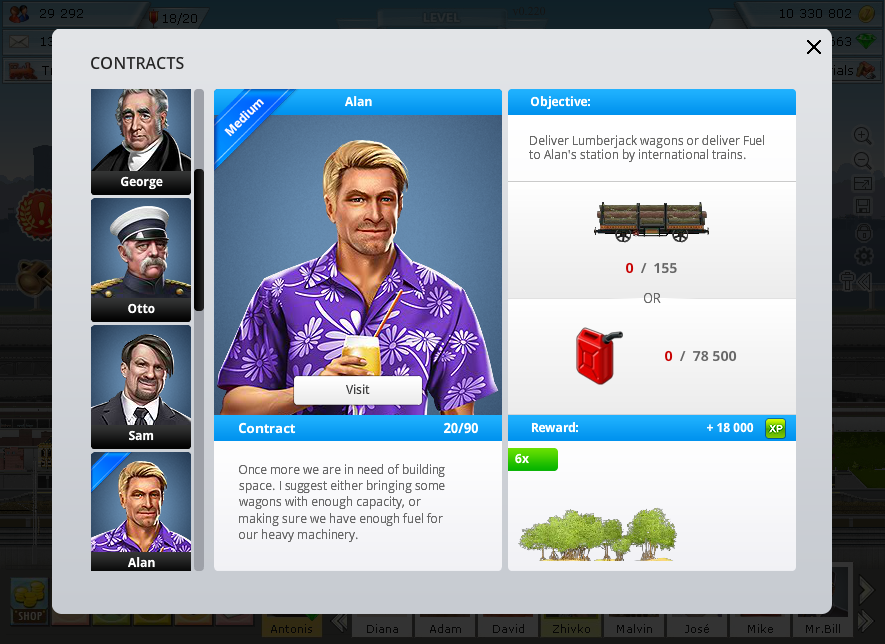 29 292
18/20
LEVEL
10 330 802
CONTRACTS
George
Otto
Sam
Alan
Medium
Alan
Visit
Contract 20/90
Once more we are in need of building
space. I suggest either bringing some
wagons with enough capacity, or
making sure we have enough fuel for
our heavy machinery.
Objective:
Deliver Lumberjack wagons or deliver Fuel
to Alan's station by international trains.
0 / 155
OR
0 / 78 500
Reward: + 18 000 XP
6x
SHOP
Antonis
Diana
Adam
David
Zhivko
Malvin
José
Mike
Mr.Bill